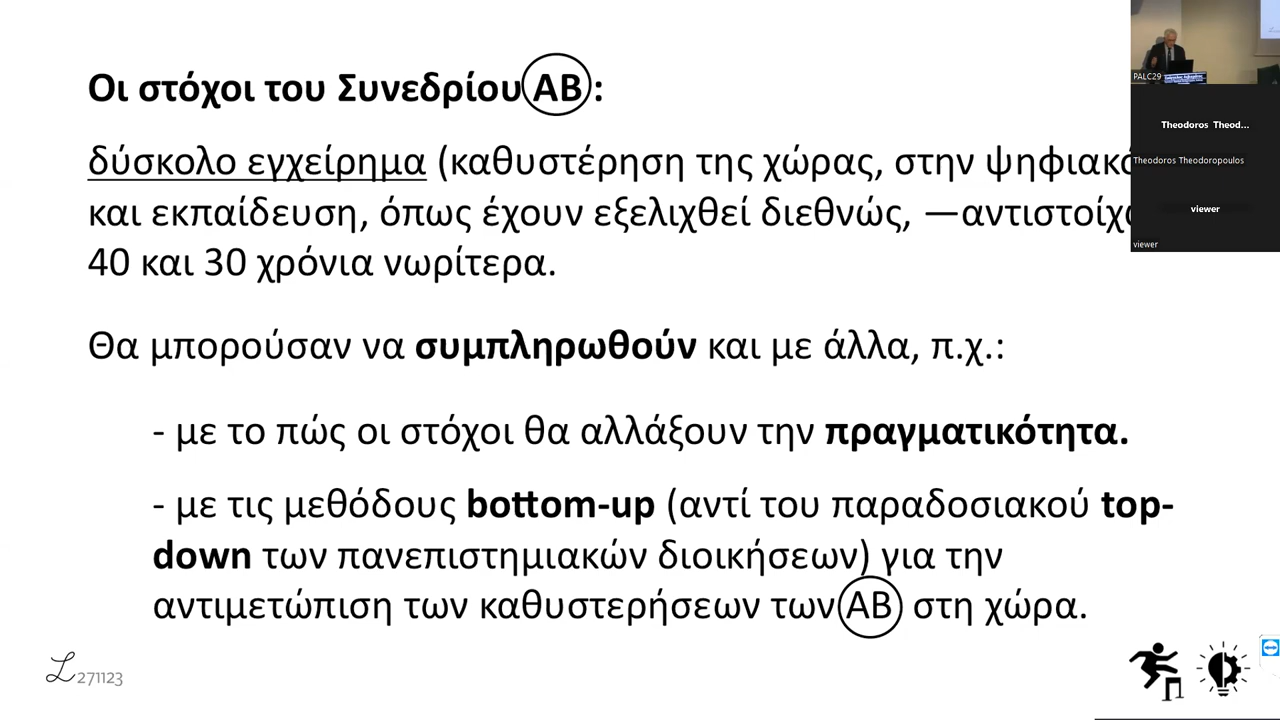 Οι στόχοι του Συνεδρίου ΑΒ:
δύσκολο εγχείρημα (καθυστέρηση της χώρας, στην
και εκπαίδευση, όπως έχουν εξελιχθεί διεθνώς,
40 και 30 χρόνια νωρίτερα.
Θα μπορούσαν να συμπληρωθούν και με άλλα, π.χ.:
- με το πώς οι στόχοι θα αλλάξουν την πραγματικότητα.
- με τις μεθόδους bottom-up (αντί του παραδοσιακού top-
down των πανεπιστημιακών διοικήσεων) για την
αντιμετώπιση των καθυστερήσεων των ΑΒ στη χώρα.
271123
PALC29
Theodoros Theod...
Theodoros Theodoropoulos
viewer
viewer